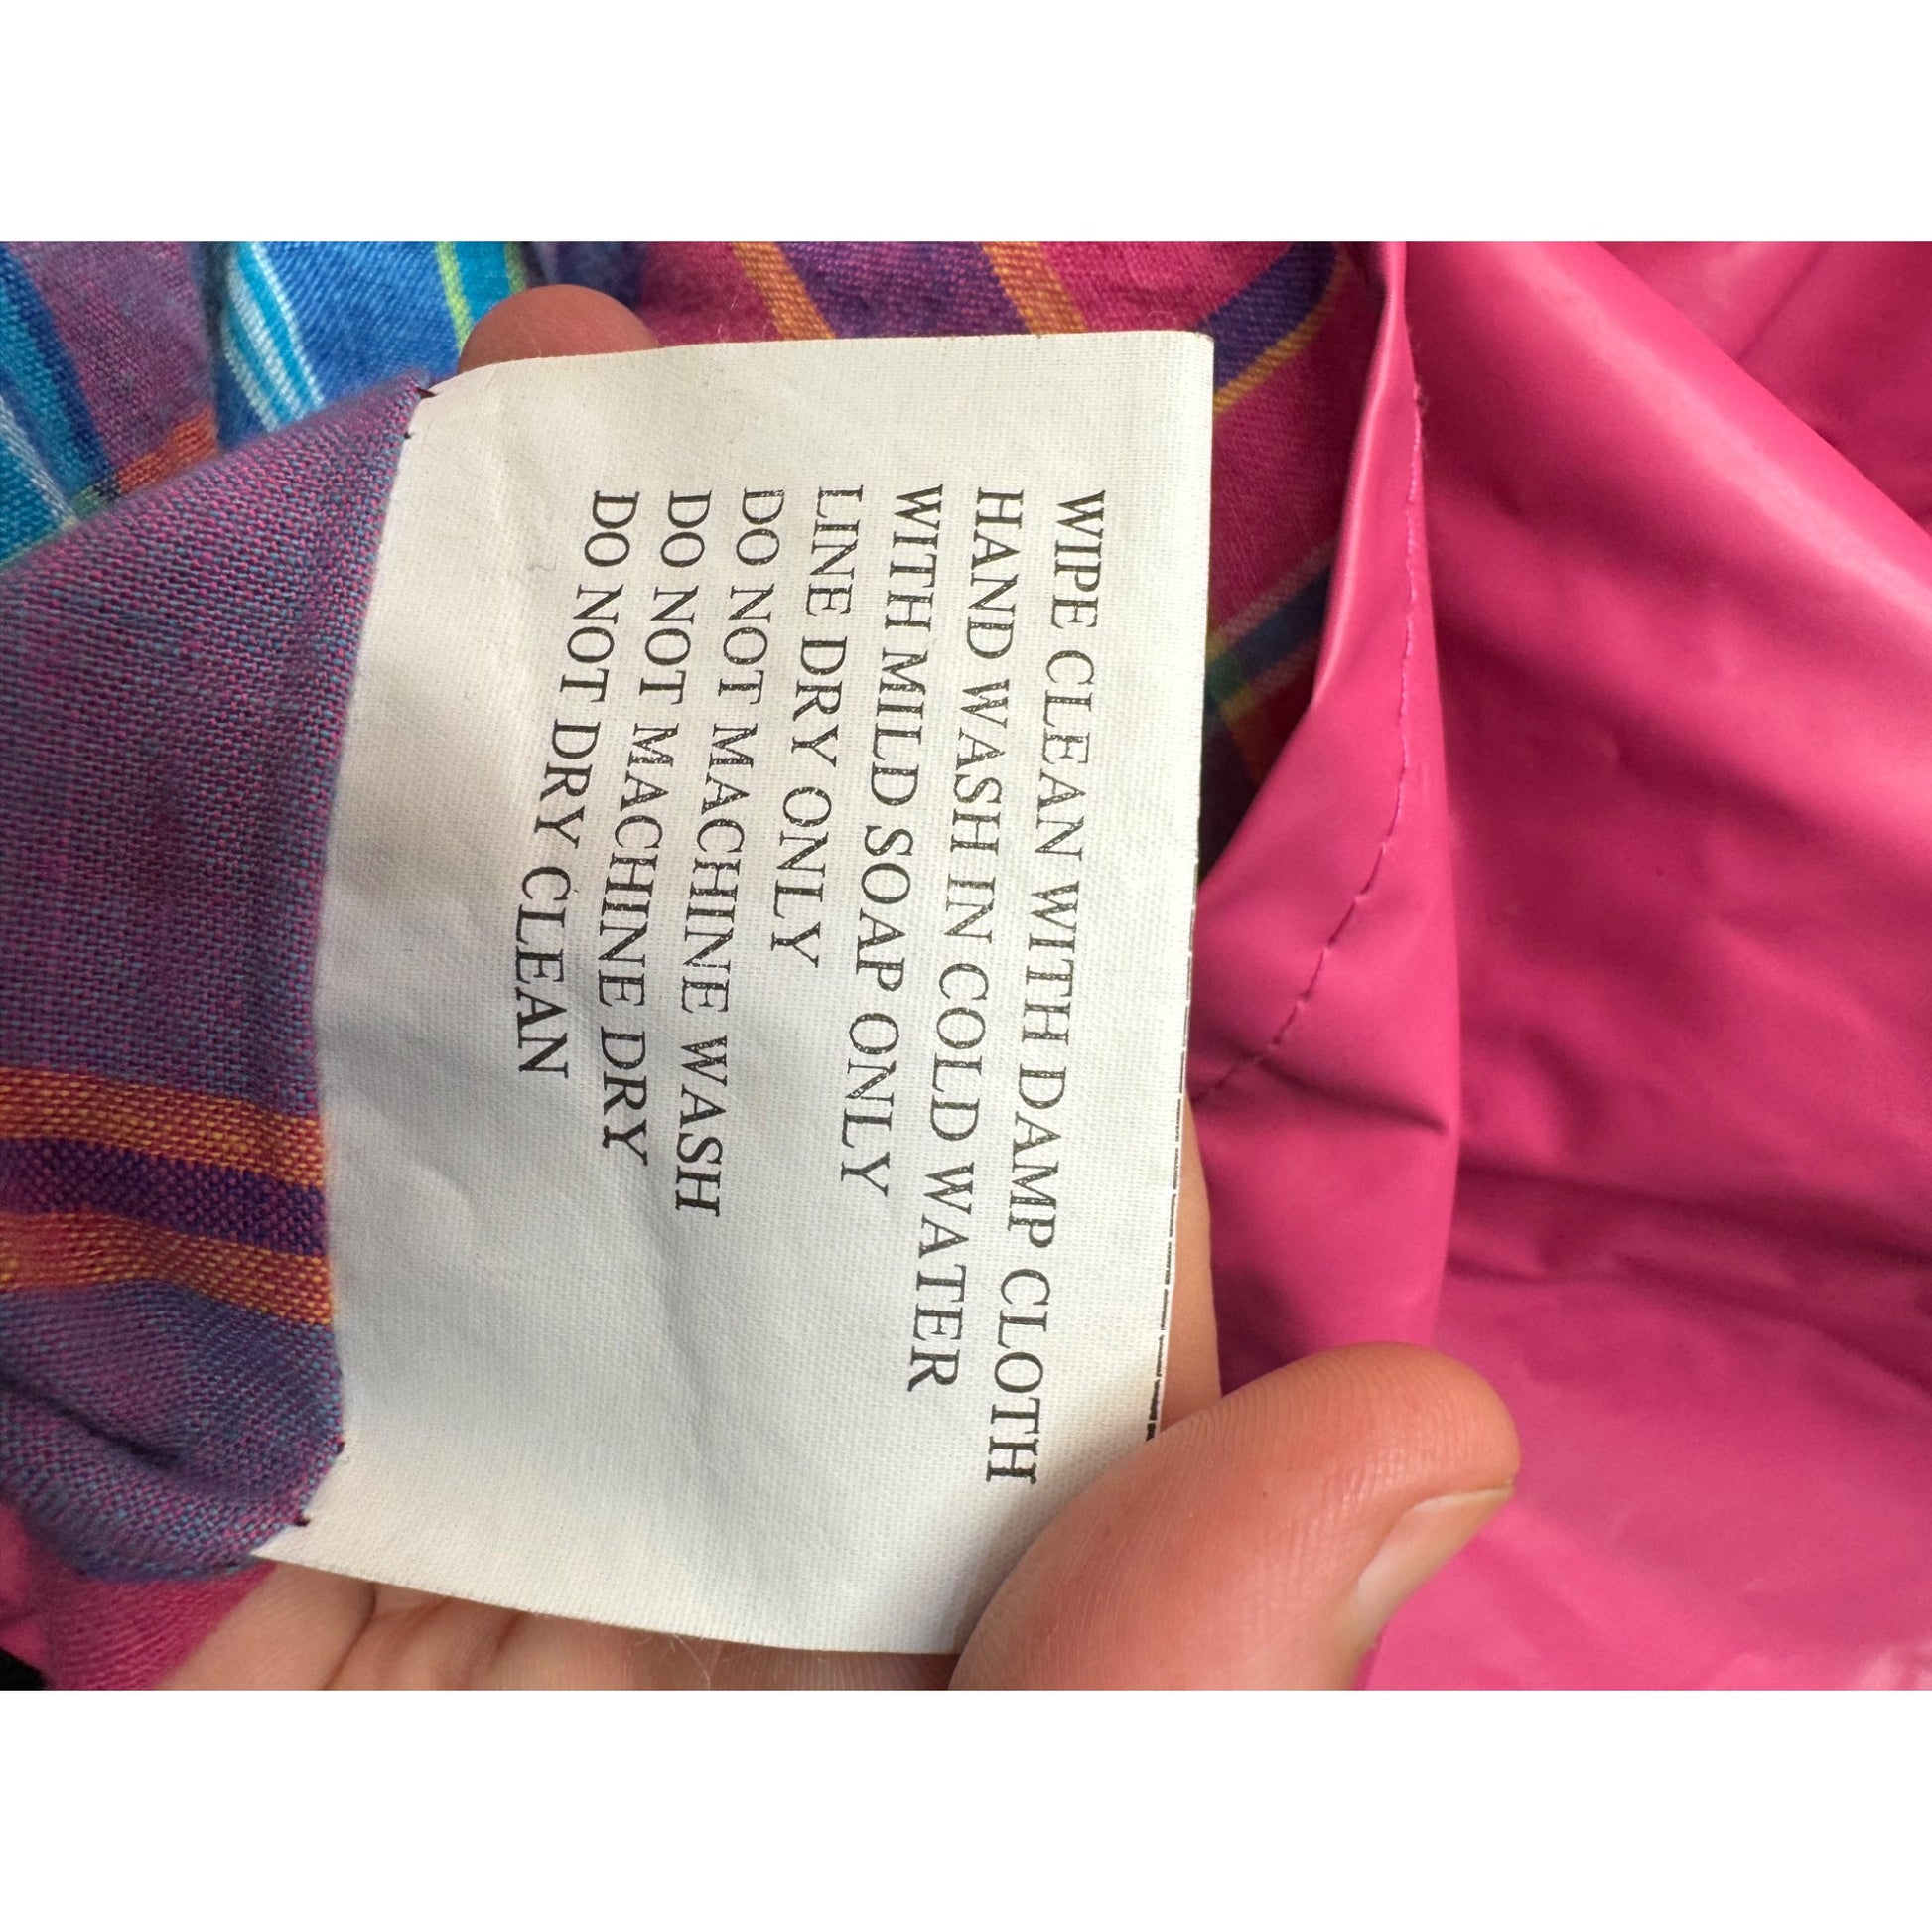 WIPE CLEAN WITH DAMP CLOTH
HAND WASH IN COLD WATER
WITH MILD SOAP ONLY
LINE DRY ONLY
DO NOT MACHINE WASH
DO NOT MACHINE DRY
DO NOT DRY CLEAN